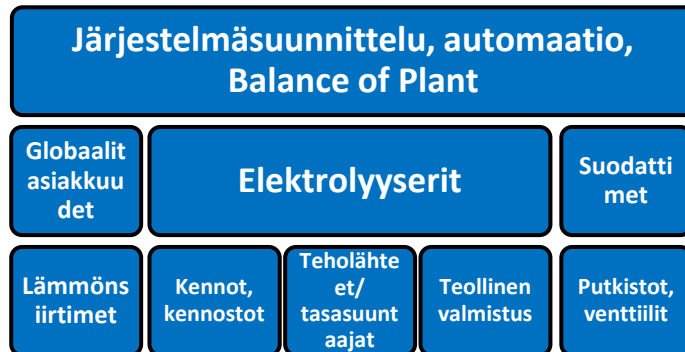 Järjestelmäsuunnittelu, automaatio,
Balance of Plant
Globaalit
asiakkuu
det
Elektrolyyserit
Suodatti
met
Lämmöns
iirtimet
Kennot,
kennostot
Teholähte
et/
tasasuunt
aajat
Teollinen
valmistus
Putkistot,
venttiilit